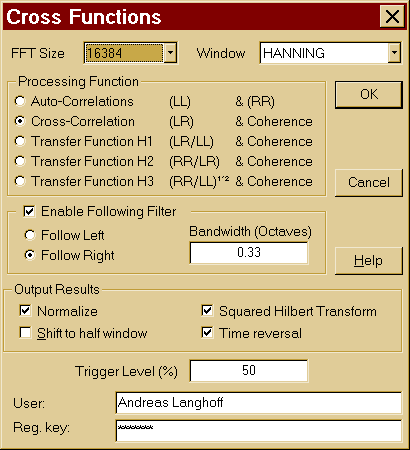 Cross Functions
FFT Size 16384 Window HANNING
Processing Function
Auto-Correlations (LL) & (RR)
Cross-Correlation (LR) & Coherence
Transfer Function H1 (LR/LL) & Coherence
Transfer Function H2 (RR/LR) & Coherence
Transfer Function H3 (RR/LL)¹´² & Coherence
OK
Cancel
Enable Following Filter
Follow Left
Follow Right
Bandwidth (Octaves)
0.33
Help
Output Results
Normalize Squared Hilbert Transform
Shift to half window Time reversal
Trigger Level (%) 50
User: Andreas Langhoff
Reg. key: ********